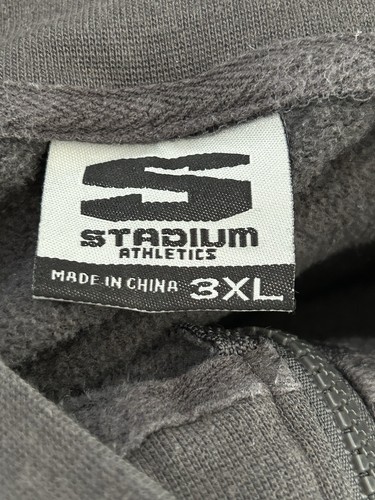 S
STADIUM
ATHLETICS
MADE IN CHINA 3XL